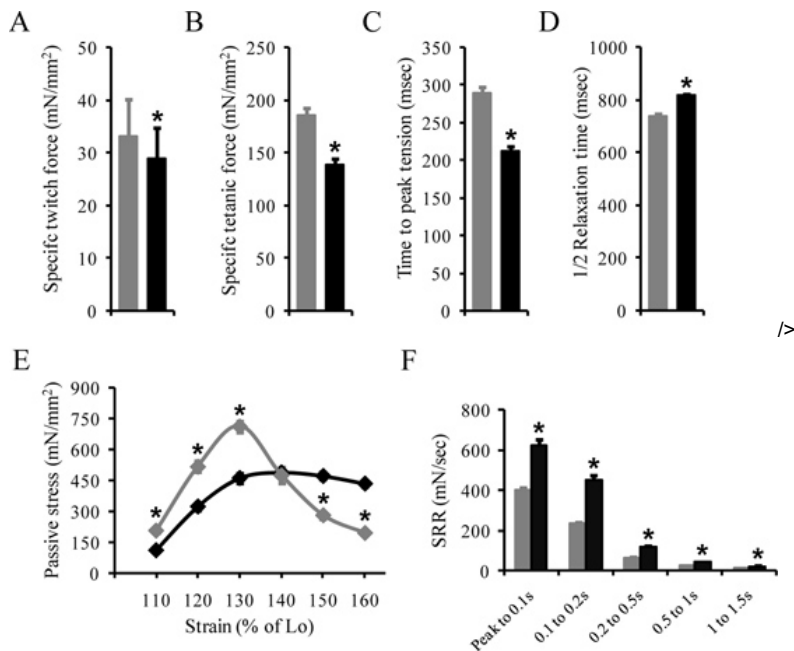 A
Specifc twitch force (mN/mm²)
50
40
30
20
10
0
*
B
Specifc tetanic force (mN/mm²)
250
200
150
100
50
0
*
C
Time to peak tension (msec)
350
300
250
200
150
100
50
0
*
D
1/2 Relaxation time (msec)
1000
800
600
400
200
0
*
/>
E
Passive stress (mN/mm²)
900
750
600
450
300
150
0
* * * * *
110 120 130 140 150 160
Strain (% of Lo)
F
SRR (mN/sec)
800
600
400
200
0
* * * * *
Peak to 0.1s
0.1 to 0.2s
0.2 to 0.5s
0.5 to 1s
1 to 1.5s